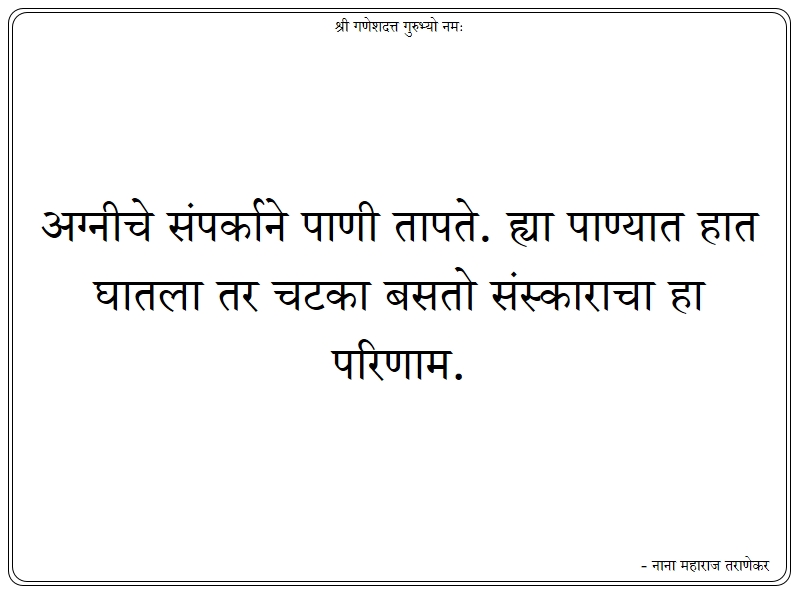 श्री गणेशदत्त गुरुभ्यो नमः
अग्नीचे संपर्काने पाणी तापते. ह्या पाण्यात हात
घातला तर चटका बसतो संस्काराचा हा
परिणाम.
- नाना महाराज तराणेकर